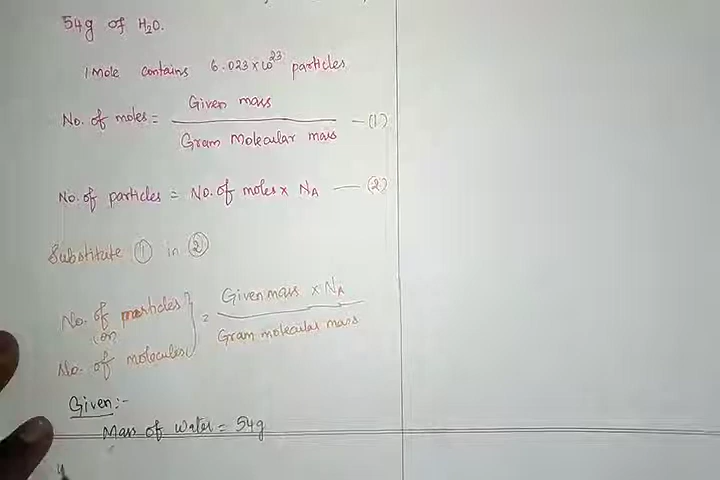 54g of H₂O.
1 Mole contains 6.023 × 10²³ particles
No. of moles = Given mass / Gram Molecular mass — (1)
No. of particles = No. of moles × NA — (2)
Substitute ① in ②
No. of particles (or) No. of molecules } = Given mass × NA / Gram molecular mass
Given:-
Mass of water = 54g